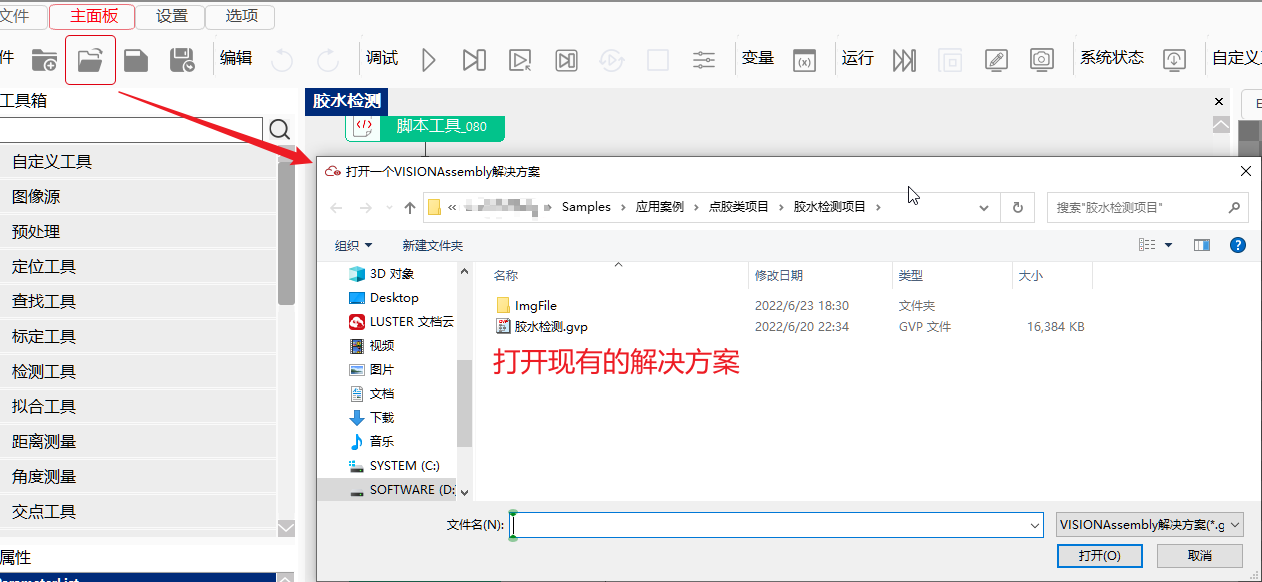 文件 主面板 设置 选项
件 编辑 调试 变量 (x) 运行 系统状态 自定义
工具箱
胶水检测
脚本工具_080
自定义工具
图像源
预处理
定位工具
查找工具
标定工具
检测工具
拟合工具
距离测量
角度测量
交点工具
属性
ParameterList
打开一个VISIONAssembly解决方案
« Samples › 应用案例 › 点胶类项目 › 胶水检测项目 ›
搜索"胶水检测项目"
组织 新建文件夹
3D 对象
Desktop
LUSTER 文档云
视频
图片
文档
下载
音乐
SYSTEM (C:)
SOFTWARE (D:
名称 修改日期 类型 大小
ImgFile 2022/6/23 18:30 文件夹
胶水检测.gvp 2022/6/20 22:34 GVP 文件 16,384 KB
打开现有的解决方案
文件名(N):
VISIONAssembly解决方案(*.g
打开(O) 取消